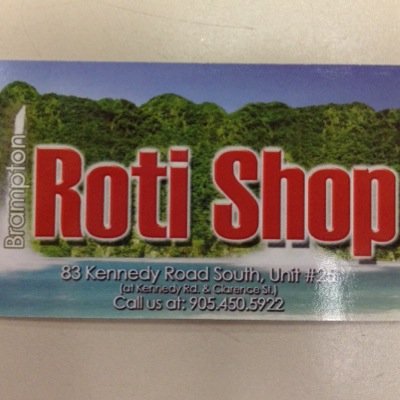 Brampton
Roti Shop
83 Kennedy Road South, Unit #25
(at Kennedy Rd. & Clarence St.)
Call us at: 905.450.5922